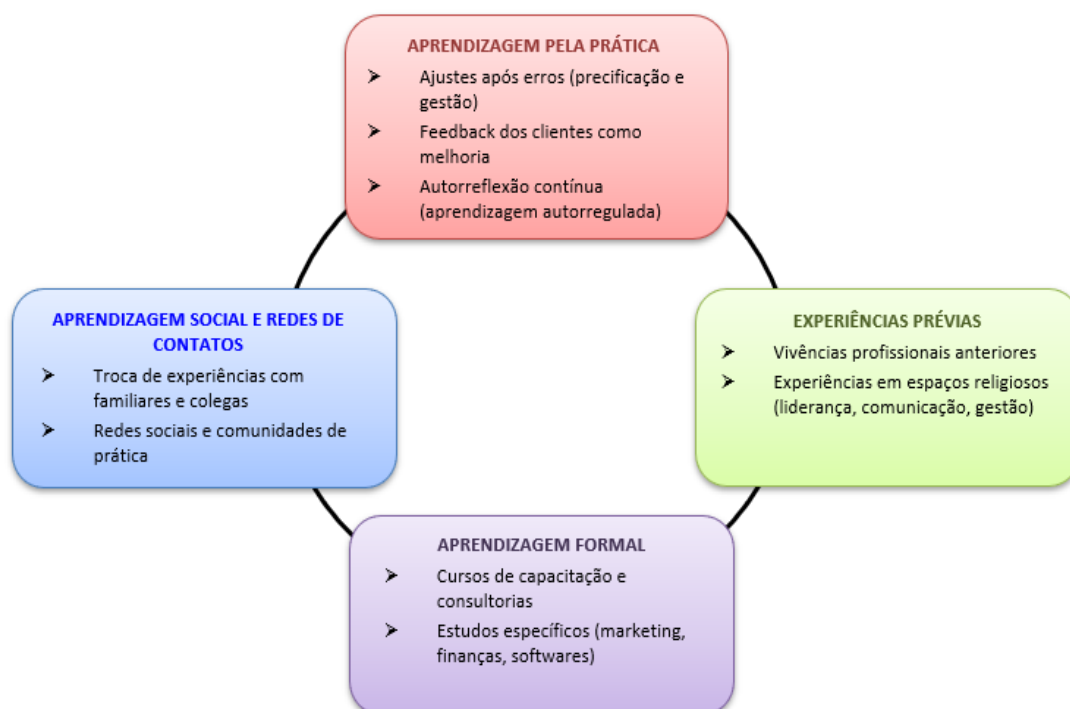 APRENDIZAGEM PELA PRÁTICA
➤ Ajustes após erros (precificação e
gestão)
➤ Feedback dos clientes como
melhoria
➤ Autorreflexão contínua
(aprendizagem autorregulada)
APRENDIZAGEM SOCIAL E REDES DE
CONTATOS
➤ Troca de experiências com
familiares e colegas
➤ Redes sociais e comunidades de
prática
EXPERIÊNCIAS PRÉVIAS
➤ Vivências profissionais anteriores
➤ Experiências em espaços religiosos
(liderança, comunicação, gestão)
APRENDIZAGEM FORMAL
➤ Cursos de capacitação e
consultorias
➤ Estudos específicos (marketing,
finanças, softwares)